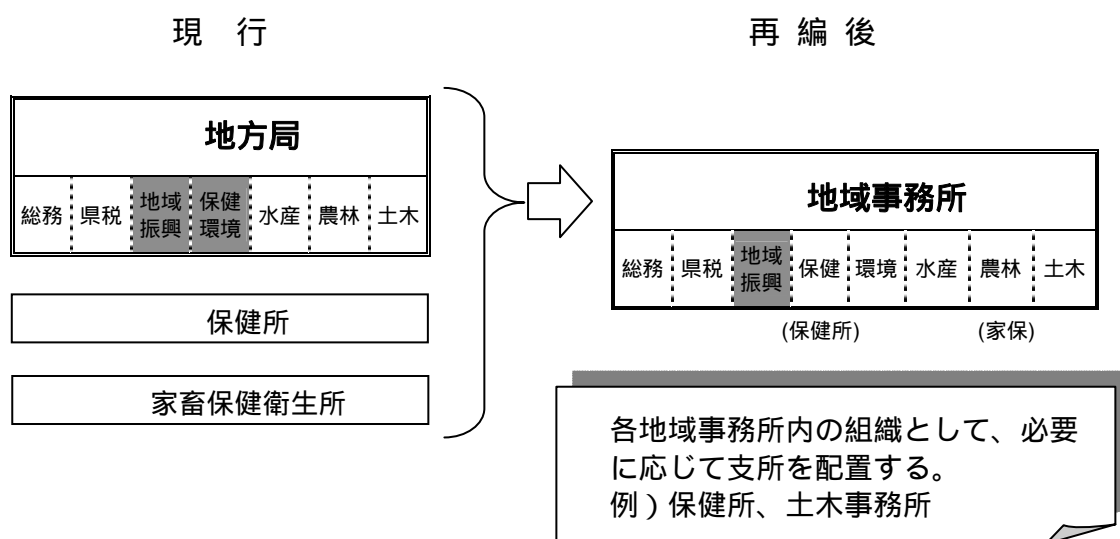 現 行
再 編 後
地方局
総務 県税 地域振興 保健環境 水産 農林 土木
保健所
家畜保健衛生所
地域事務所
総務 県税 地域振興 保健 環境 水産 農林 土木
(保健所) (家保)
各地域事務所内の組織として、必要
に応じて支所を配置する。
例）保健所、土木事務所